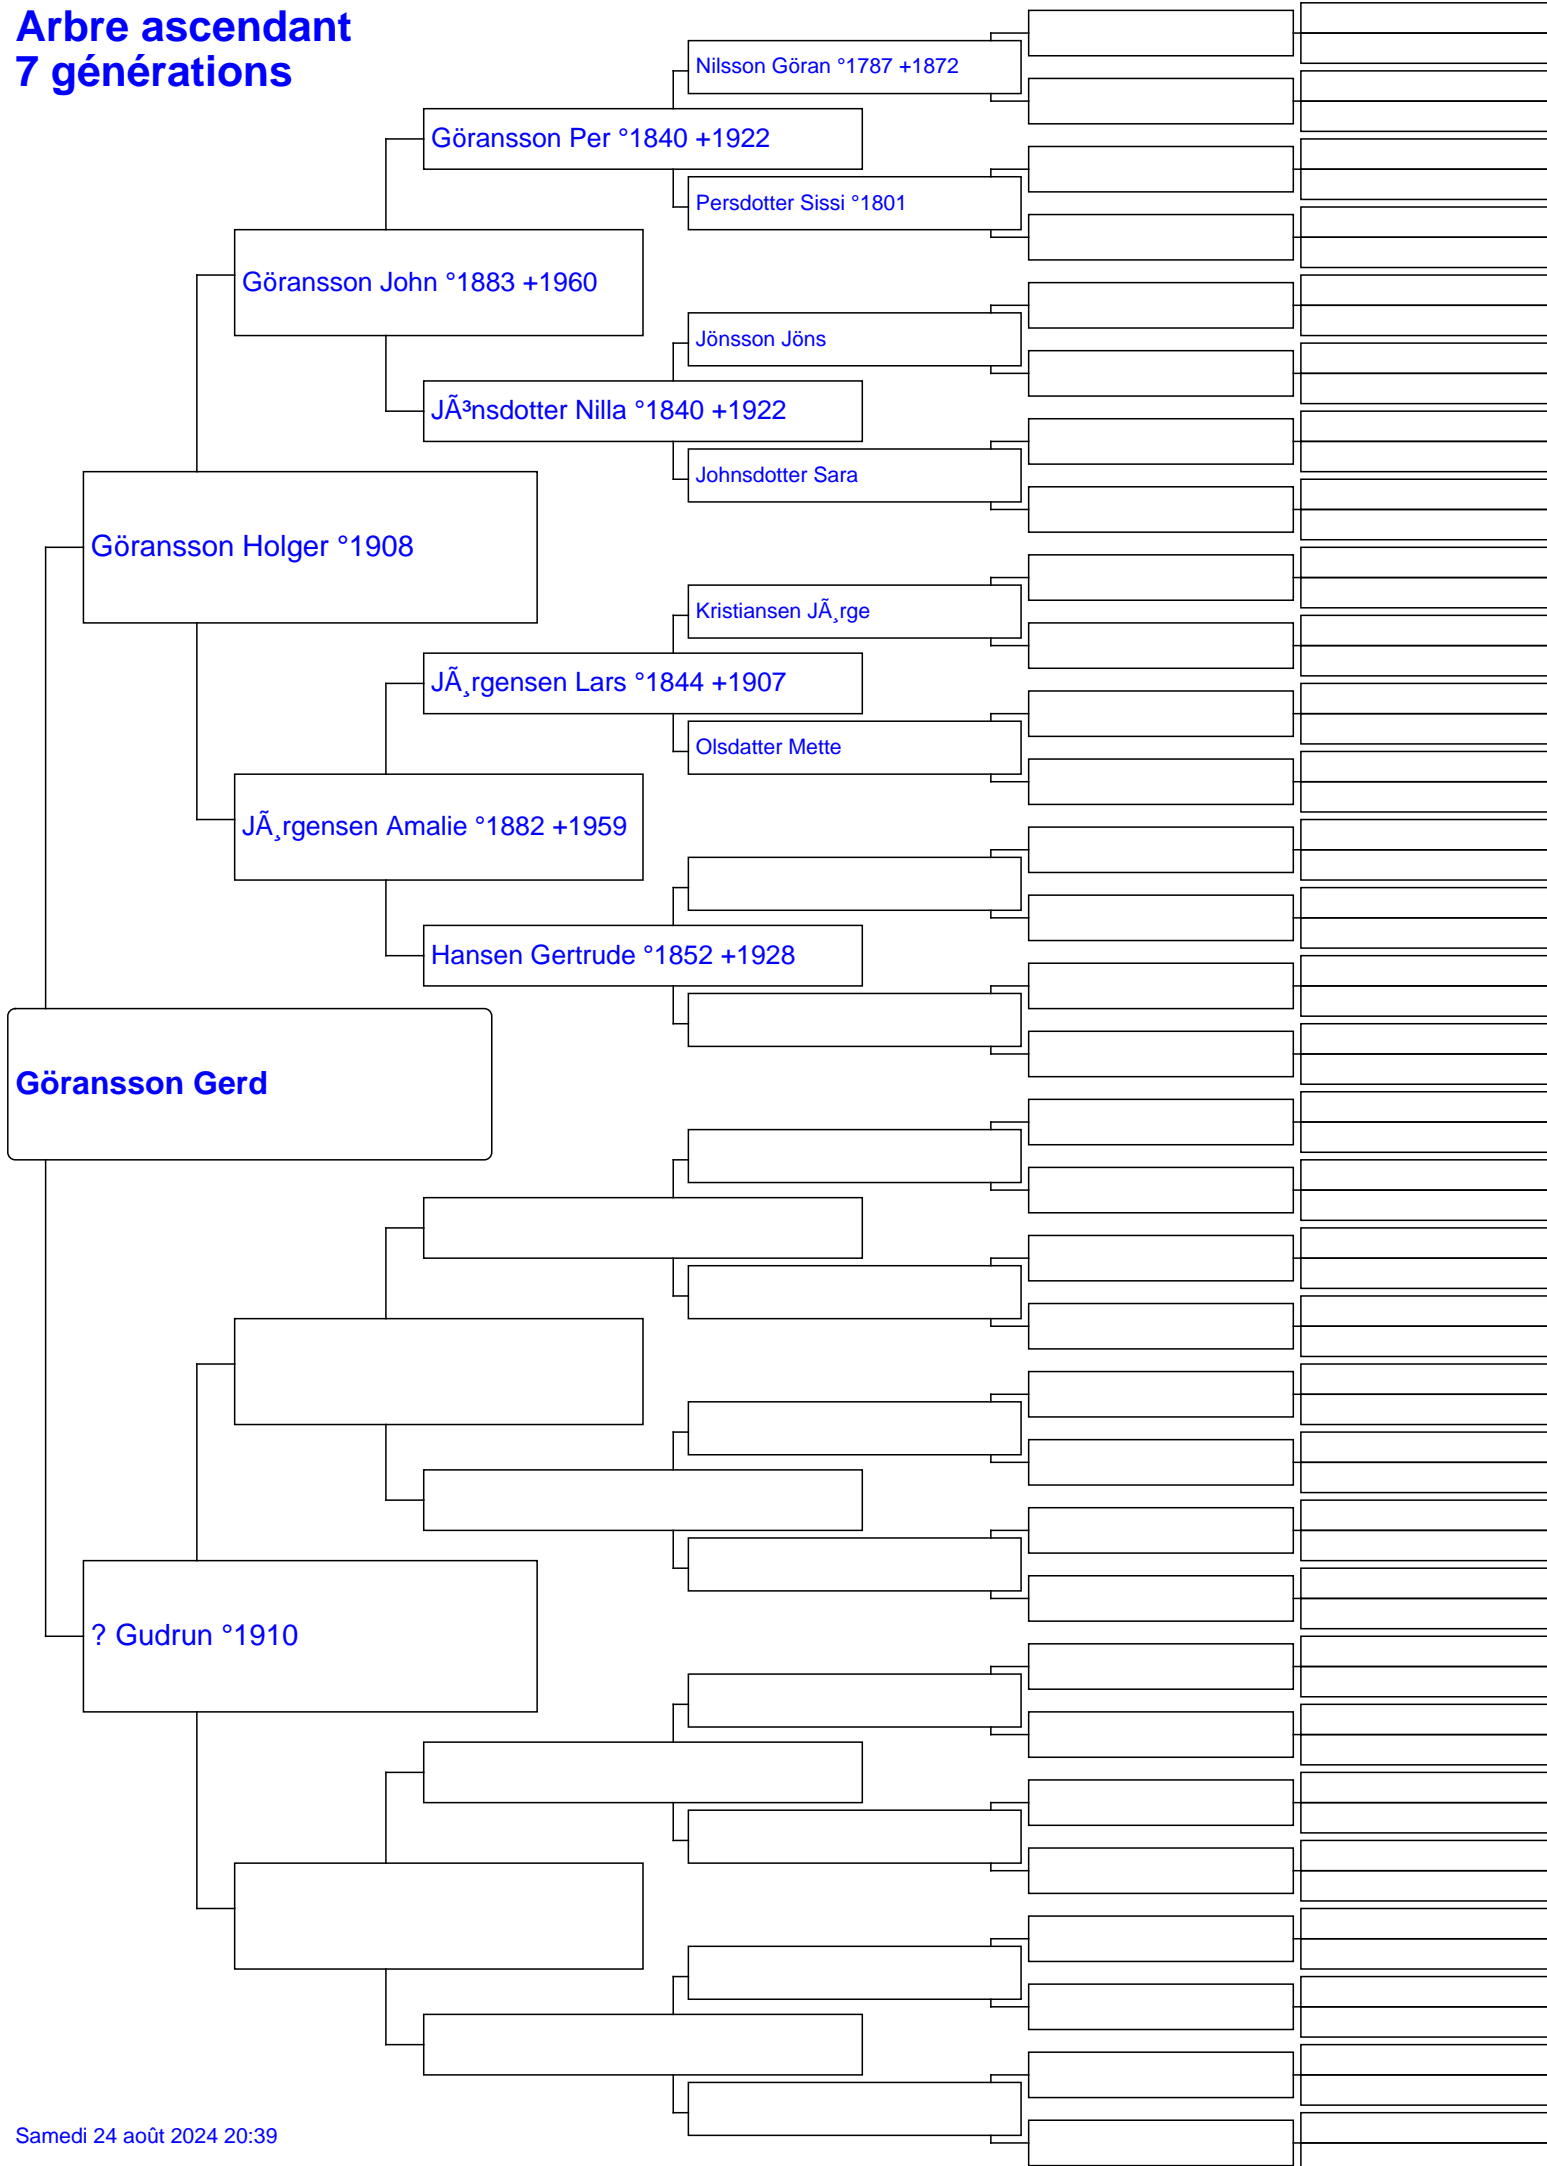 Arbre ascendant
7 générations
Nilsson Göran °1787 +1872
Göransson Per °1840 +1922
Persdotter Sissi °1801
Göransson John °1883 +1960
Jönsson Jöns
JÃ³nsdotter Nilla °1840 +1922
Johnsdotter Sara
Göransson Holger °1908
Kristiansen JÃ¸rge
JÃ¸rgensen Lars °1844 +1907
Olsdatter Mette
JÃ¸rgensen Amalie °1882 +1959
Hansen Gertrude °1852 +1928
Göransson Gerd
? Gudrun °1910
Samedi 24 août 2024 20:39